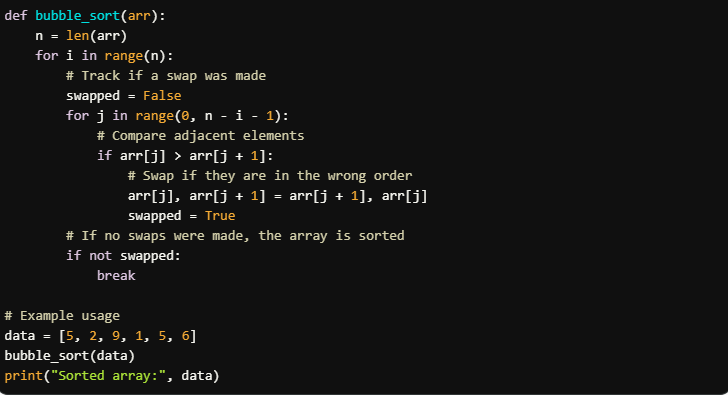 def bubble_sort(arr):
    n = len(arr)
    for i in range(n):
        # Track if a swap was made
        swapped = False
        for j in range(0, n - i - 1):
            # Compare adjacent elements
            if arr[j] > arr[j + 1]:
                # Swap if they are in the wrong order
                arr[j], arr[j + 1] = arr[j + 1], arr[j]
                swapped = True
        # If no swaps were made, the array is sorted
        if not swapped:
            break

# Example usage
data = [5, 2, 9, 1, 5, 6]
bubble_sort(data)
print("Sorted array:", data)